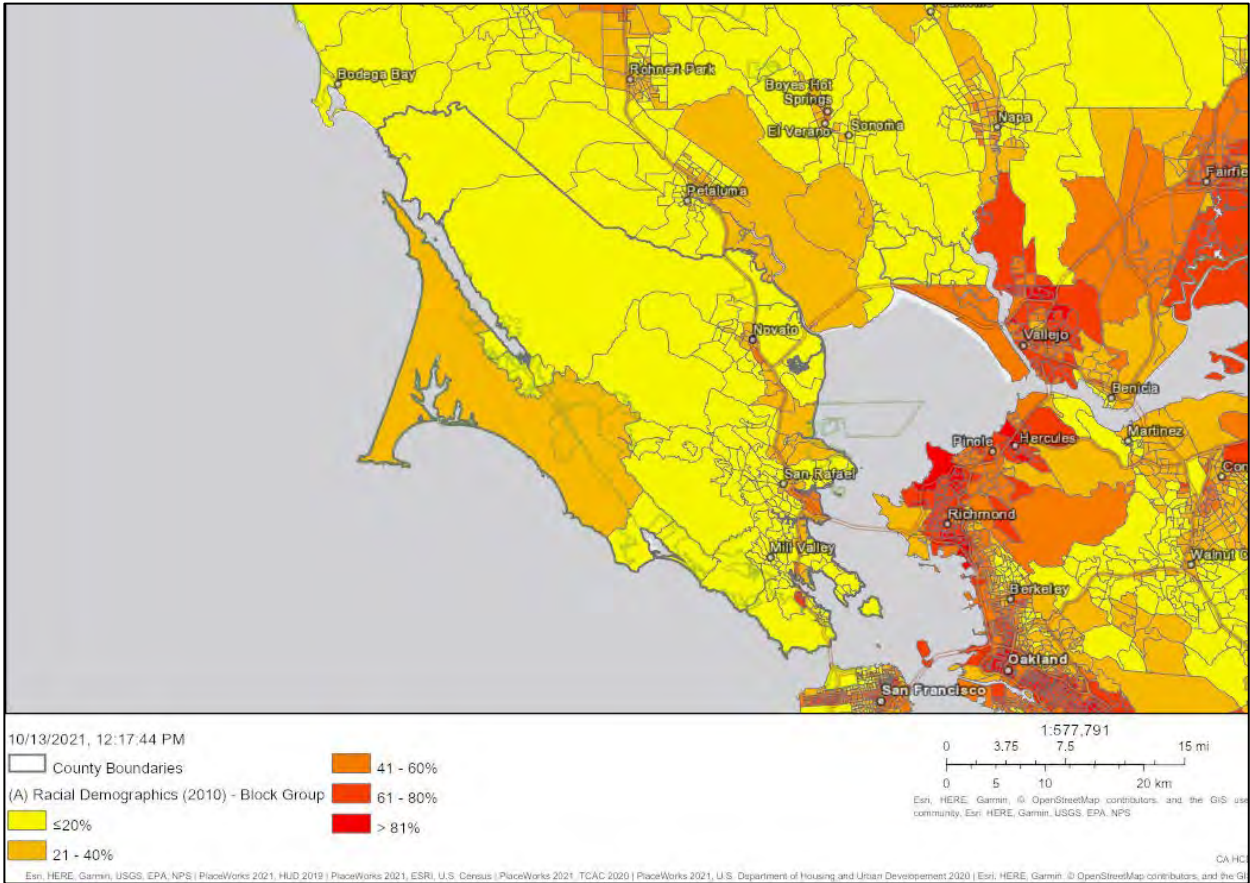 Bodega Bay
Rohnert Park
Boyes Hot
Springs
El Verano
Sonoma
Napa
Fairfie
Petaluma
Novato
Vallejo
Benicia
Martinez
Pinole
Hercules
Con
San Rafael
Richmond
Mill Valley
Walnut C
Berkeley
Oakland
San Francisco
10/13/2021, 12:17:44 PM
County Boundaries
(A) Racial Demographics (2010) - Block Group
≤20%
21 - 40%
41 - 60%
61 - 80%
> 81%
1:577,791
0 3.75 7.5 15 mi
0 5 10 20 km
Esri, HERE, Garmin, © OpenStreetMap contributors, and the GIS use
community, Esri, HERE, Garmin, USGS, EPA, NPS
CA HCD
Esri, HERE, Garmin, USGS, EPA, NPS | PlaceWorks 2021, HUD 2019 | PlaceWorks 2021, ESRI, U.S. Census | PlaceWorks 2021, TCAC 2020 | PlaceWorks 2021, U.S. Department of Housing and Urban Developement 2020 | Esri, HERE, Garmin, © OpenStreetMap contributors, and the GI